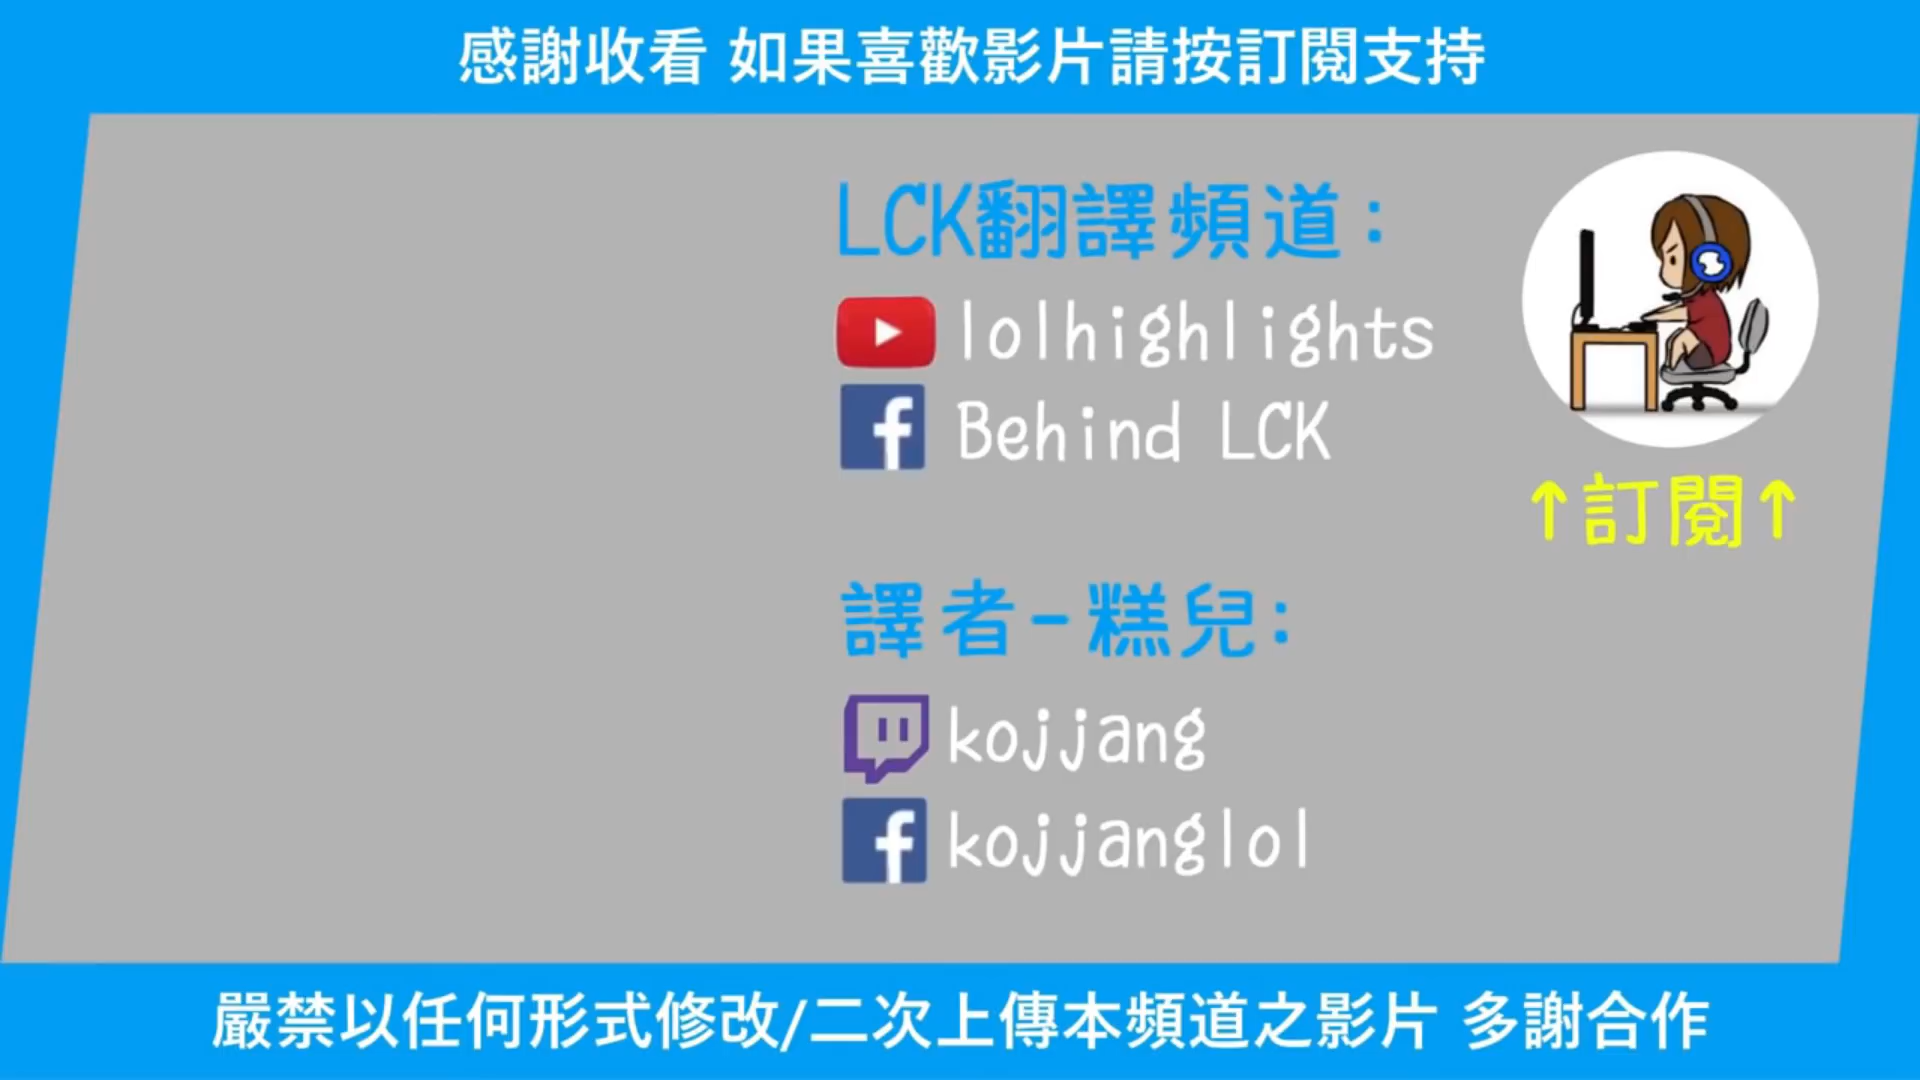 感謝收看 如果喜歡影片請按訂閱支持
LCK翻譯頻道:
lolhighlights
Behind LCK
↑訂閱↑
譯者-糕兒:
kojjang
kojjanglol
嚴禁以任何形式修改/二次上傳本頻道之影片 多謝合作